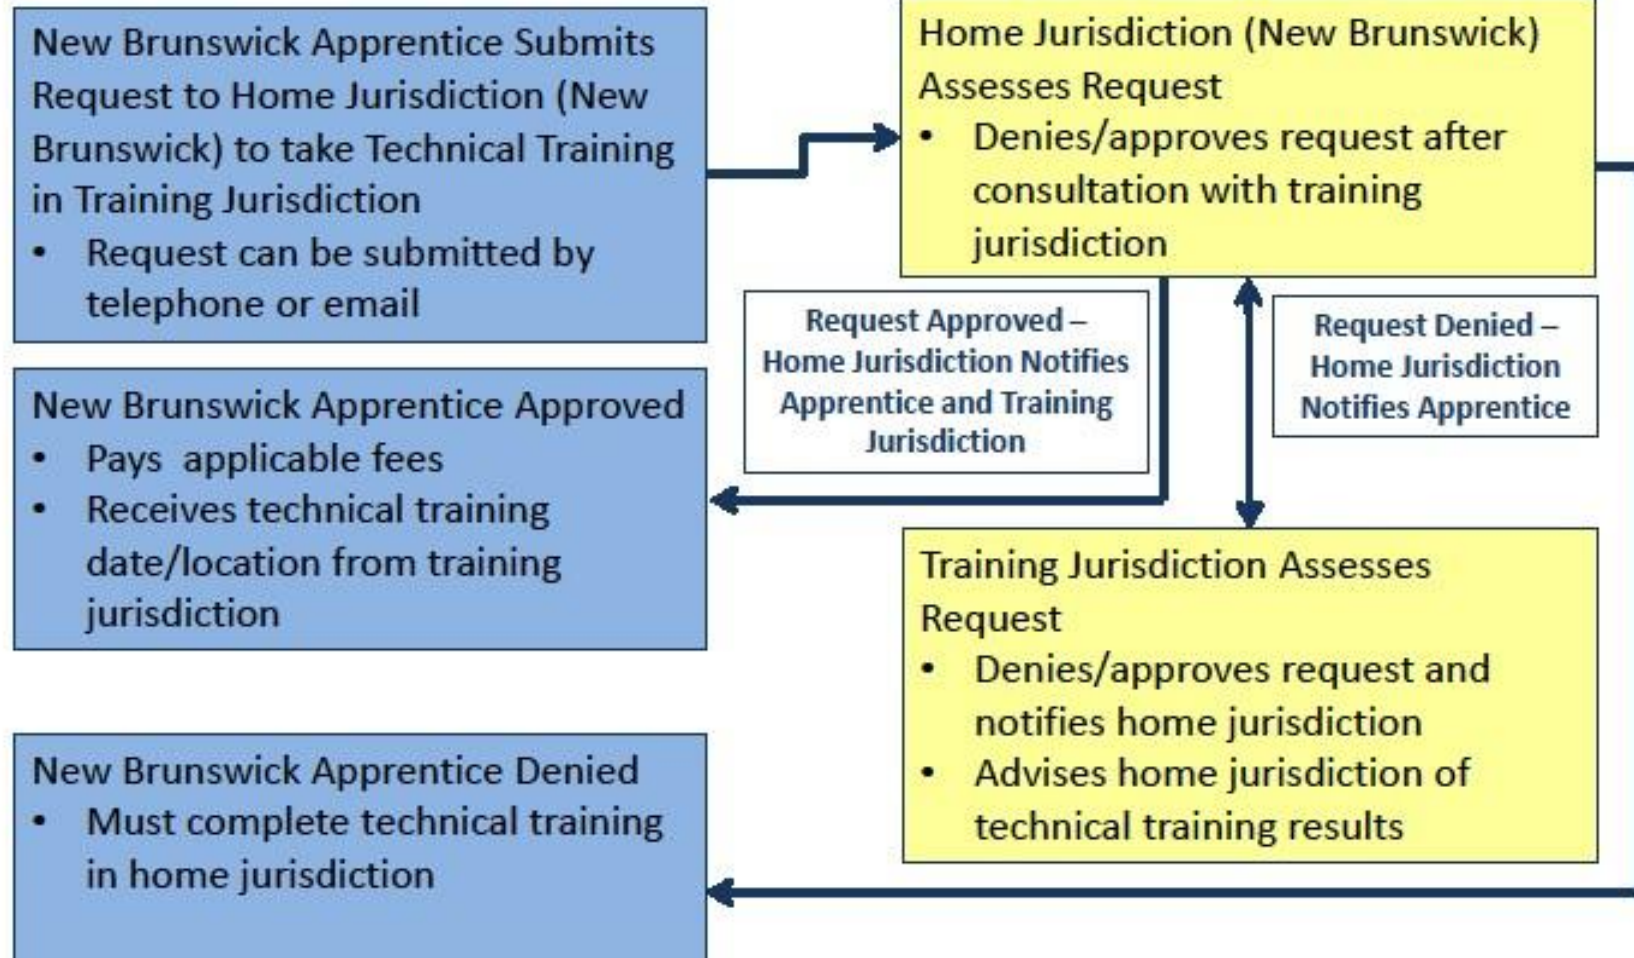 New Brunswick Apprentice Submits
Request to Home Jurisdiction (New
Brunswick) to take Technical Training
in Training Jurisdiction
• Request can be submitted by
telephone or email
Home Jurisdiction (New Brunswick)
Assesses Request
• Denies/approves request after
consultation with training
jurisdiction
Request Approved –
Home Jurisdiction Notifies
Apprentice and Training
Jurisdiction
Request Denied –
Home Jurisdiction
Notifies Apprentice
New Brunswick Apprentice Approved
• Pays applicable fees
• Receives technical training
date/location from training
jurisdiction
Training Jurisdiction Assesses
Request
• Denies/approves request and
notifies home jurisdiction
• Advises home jurisdiction of
technical training results
New Brunswick Apprentice Denied
• Must complete technical training
in home jurisdiction